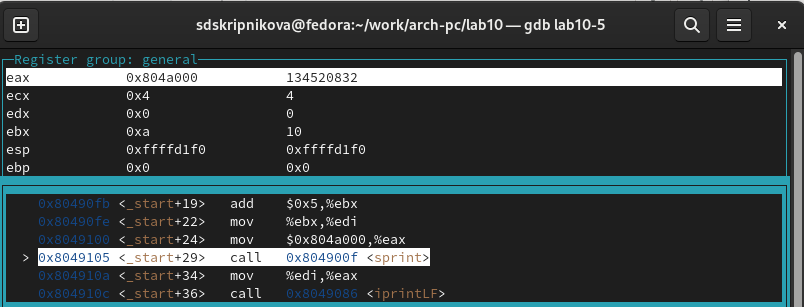 sdskripnikova@fedora:~/work/arch-pc/lab10 — gdb lab10-5
Register group: general
eax 0x804a000 134520832
ecx 0x4 4
edx 0x0 0
ebx 0xa 10
esp 0xffffd1f0 0xffffd1f0
ebp 0x0 0x0
0x80490fb <_start+19> add $0x5,%ebx
0x80490fe <_start+22> mov %ebx,%edi
0x8049100 <_start+24> mov $0x804a000,%eax
> 0x8049105 <_start+29> call 0x804900f <sprint>
0x804910a <_start+34> mov %edi,%eax
0x804910c <_start+36> call 0x8049086 <iprintLF>